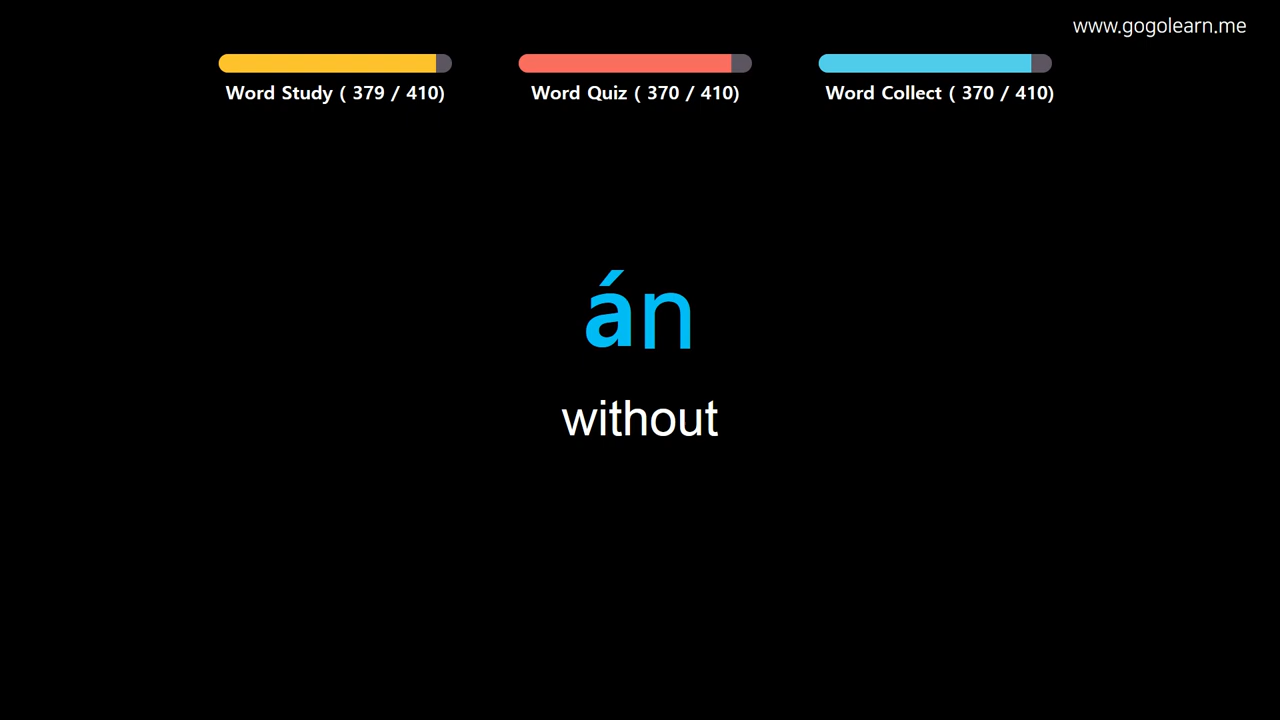 www.gogolearn.me
Word Study ( 379 / 410)
Word Quiz ( 370 / 410)
Word Collect ( 370 / 410)
án
without